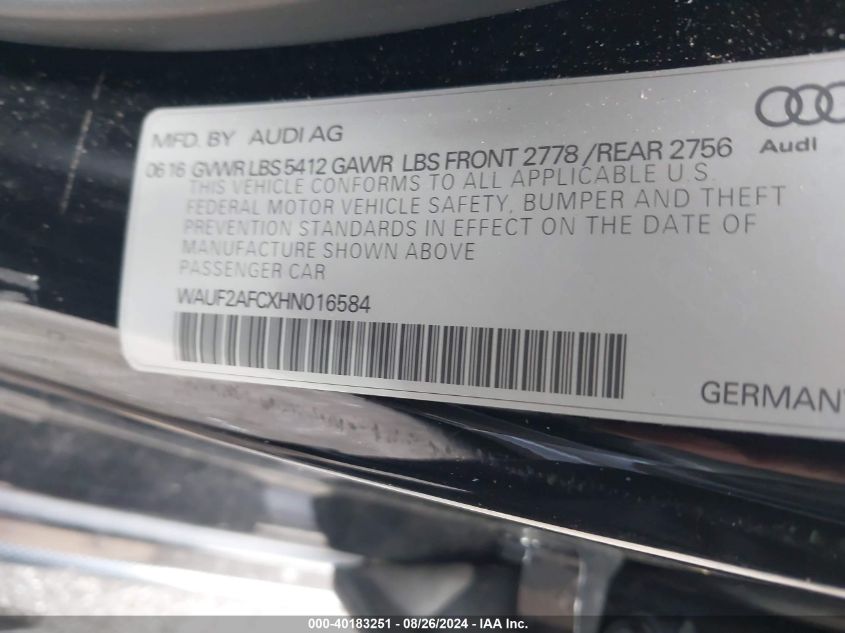 MFD. BY AUDI AG
06 16 GVWR LBS 5412 GAWR LBS FRONT 2778 /REAR 2756
THIS VEHICLE CONFORMS TO ALL APPLICABLE U.S.
FEDERAL MOTOR VEHICLE SAFETY, BUMPER AND THEFT
PREVENTION STANDARDS IN EFFECT ON THE DATE OF
MANUFACTURE SHOWN ABOVE
PASSENGER CAR
WAUF2AFCXHN016584
Audi
GERMANY
000-40183251 - 08/26/2024 - IAA Inc.